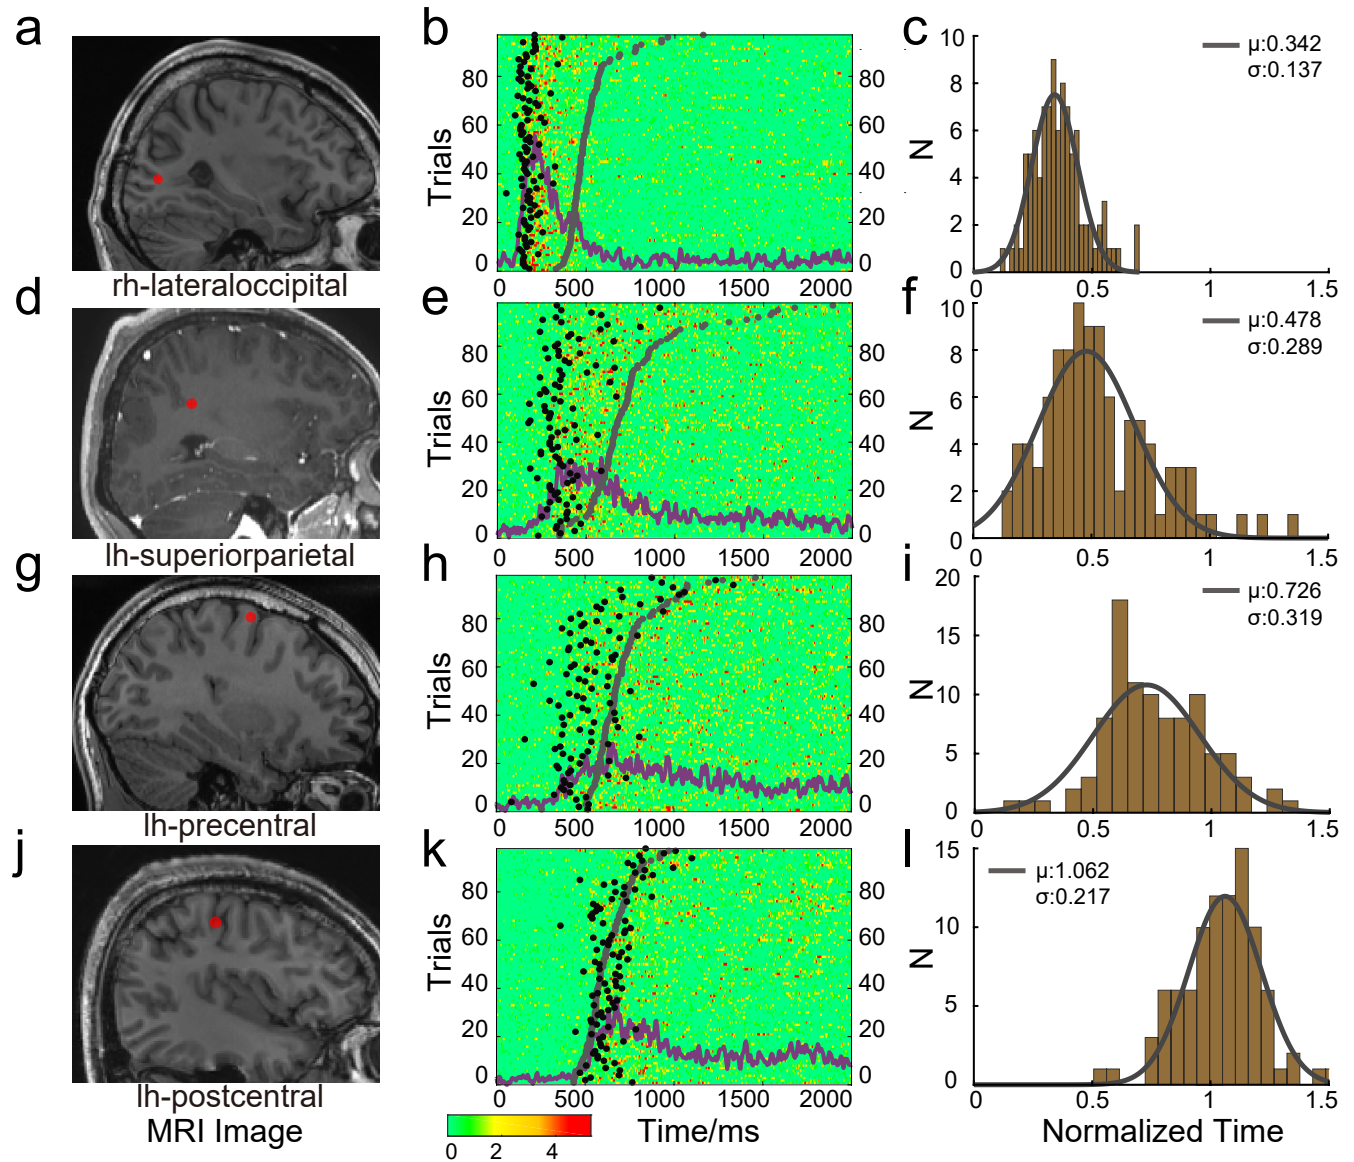 a
b
c
rh-lateraloccipital
Trials
80
60
40
20
0
80
60
40
20
0
0 500 1000 1500 2000
N
10
8
6
4
2
0
μ:0.342
σ:0.137
0 0.5 1 1.5
d
e
f
lh-superiorparietal
Trials
80
60
40
20
0
80
60
40
20
0
0 500 1000 1500 2000
N
10
8
6
4
2
0
μ:0.478
σ:0.289
0 0.5 1 1.5
g
h
i
lh-precentral
Trials
80
60
40
20
0
80
60
40
20
0
0 500 1000 1500 2000
N
20
15
10
5
0
μ:0.726
σ:0.319
0 0.5 1 1.5
j
k
l
lh-postcentral
MRI Image
Trials
80
60
40
20
0
80
60
40
20
0
0 500 1000 1500 2000
Time/ms
0 2 4
N
15
10
5
0
μ:1.062
σ:0.217
0 0.5 1 1.5
Normalized Time